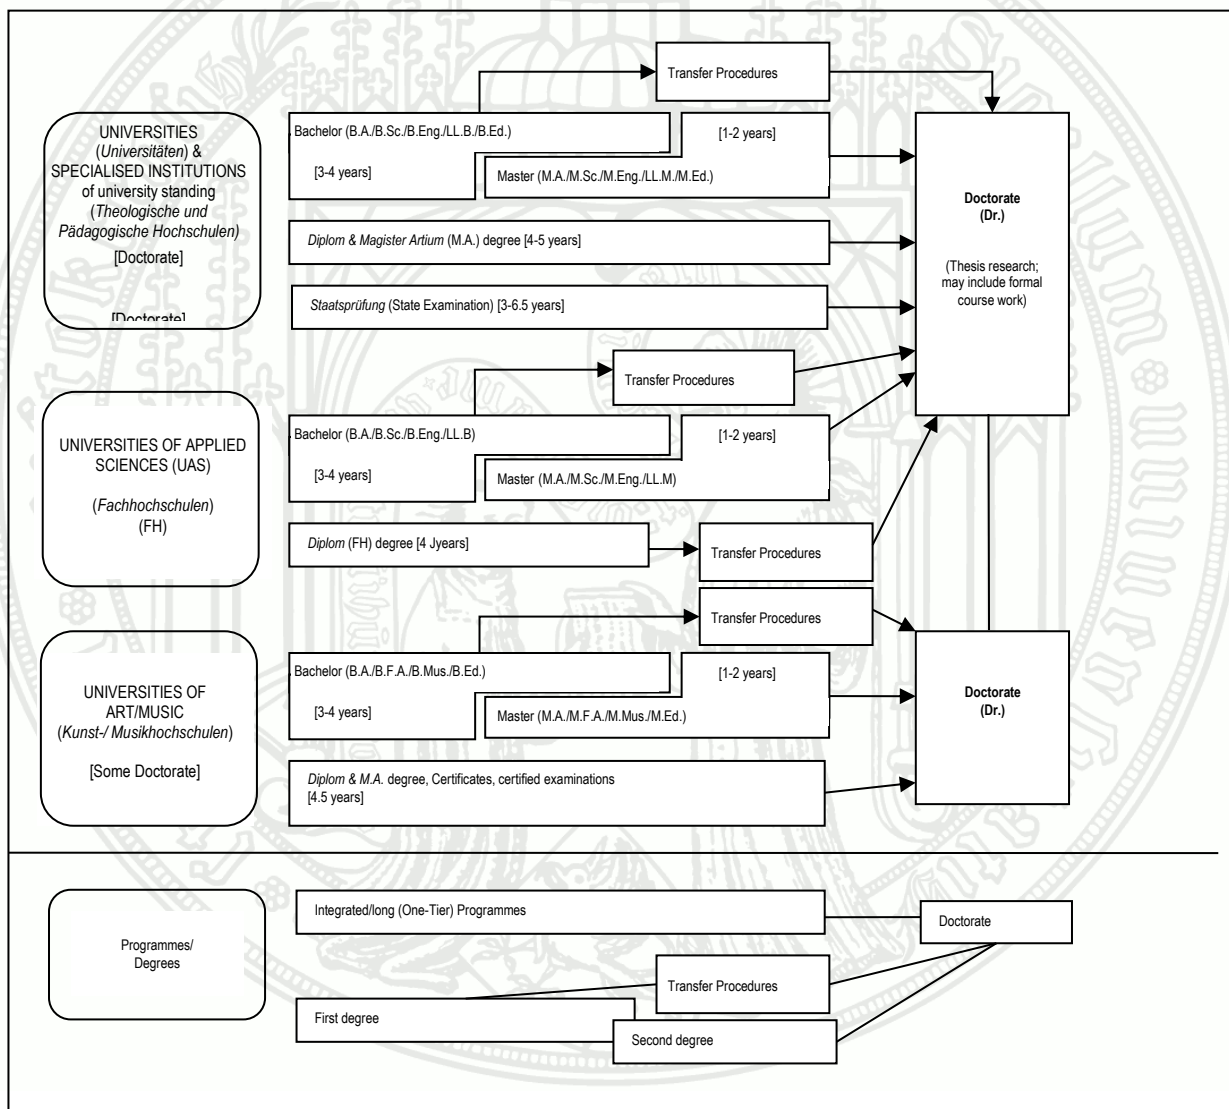 Transfer Procedures
UNIVERSITIES
(Universitäten) &
SPECIALISED INSTITUTIONS
of university standing
(Theologische und
Pädagogische Hochschulen)
[Doctorate]
[Doctorate]
Bachelor (B.A./B.Sc./B.Eng./LL.B./B.Ed.)
[3-4 years]
[1-2 years]
Master (M.A./M.Sc./M.Eng./LL.M./M.Ed.)
Diplom & Magister Artium (M.A.) degree [4-5 years]
Staatsprüfung (State Examination) [3-6.5 years]
Doctorate
(Dr.)
(Thesis research;
may include formal
course work)
Transfer Procedures
UNIVERSITIES OF APPLIED
SCIENCES (UAS)
(Fachhochschulen)
(FH)
Bachelor (B.A./B.Sc./B.Eng./LL.B)
[3-4 years]
[1-2 years]
Master (M.A./M.Sc./M.Eng./LL.M)
Diplom (FH) degree [4 Jyears]
Transfer Procedures
Transfer Procedures
UNIVERSITIES OF
ART/MUSIC
(Kunst-/ Musikhochschulen)
[Some Doctorate]
Bachelor (B.A./B.F.A./B.Mus./B.Ed.)
[3-4 years]
[1-2 years]
Master (M.A./M.F.A./M.Mus./M.Ed.)
Diplom & M.A. degree, Certificates, certified examinations
[4.5 years]
Doctorate
(Dr.)
Programmes/
Degrees
Integrated/long (One-Tier) Programmes
Doctorate
Transfer Procedures
First degree
Second degree